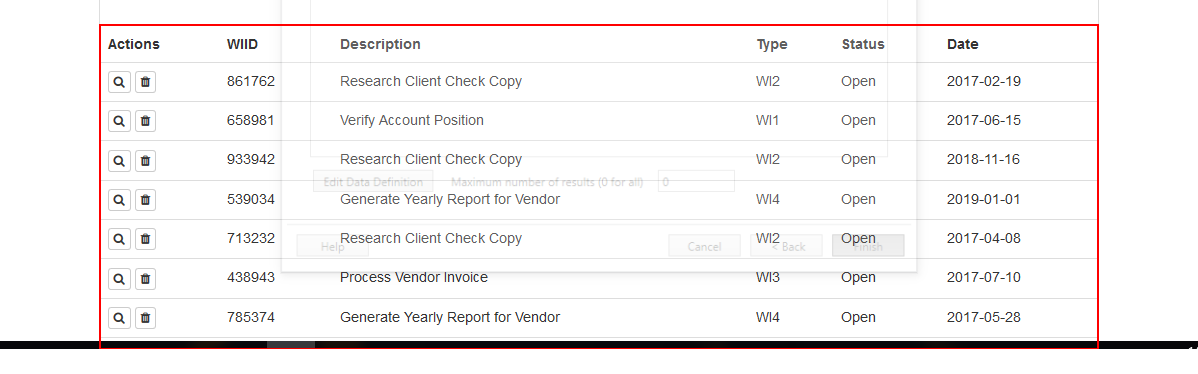 Actions WIID Description Type Status Date
861762 Research Client Check Copy WI2 Open 2017-02-19
658981 Verify Account Position WI1 Open 2017-06-15
933942 Research Client Check Copy WI2 Open 2018-11-16
Edit Data Definition Maximum number of results (0 for all) 0
539034 Generate Yearly Report for Vendor WI4 Open 2019-01-01
713232 Research Client Check Copy WI2 Open 2017-04-08
Help Cancel < Back Finish
438943 Process Vendor Invoice WI3 Open 2017-07-10
785374 Generate Yearly Report for Vendor WI4 Open 2017-05-28